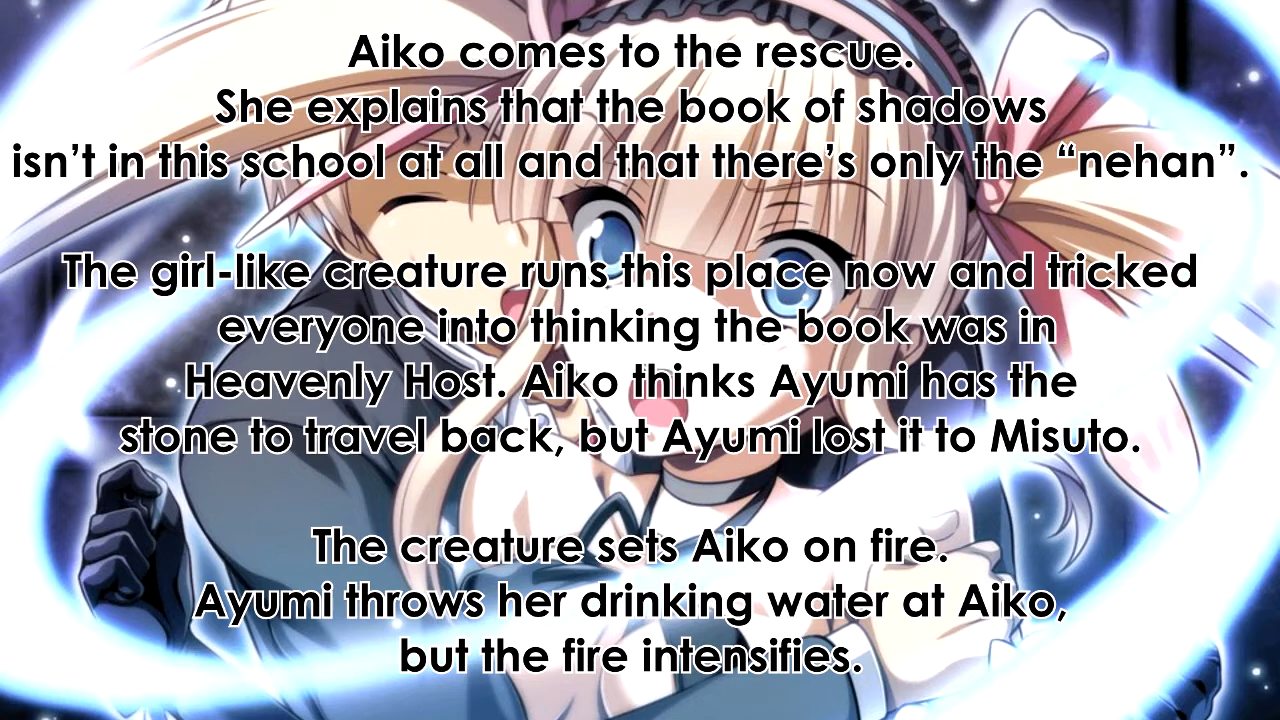 Aiko comes to the rescue.
She explains that the book of shadows
isn’t in this school at all and that there’s only the “nehan”.
The girl-like creature runs this place now and tricked
everyone into thinking the book was in
Heavenly Host. Aiko thinks Ayumi has the
stone to travel back, but Ayumi lost it to Misuto.
The creature sets Aiko on fire.
Ayumi throws her drinking water at Aiko,
but the fire intensifies.